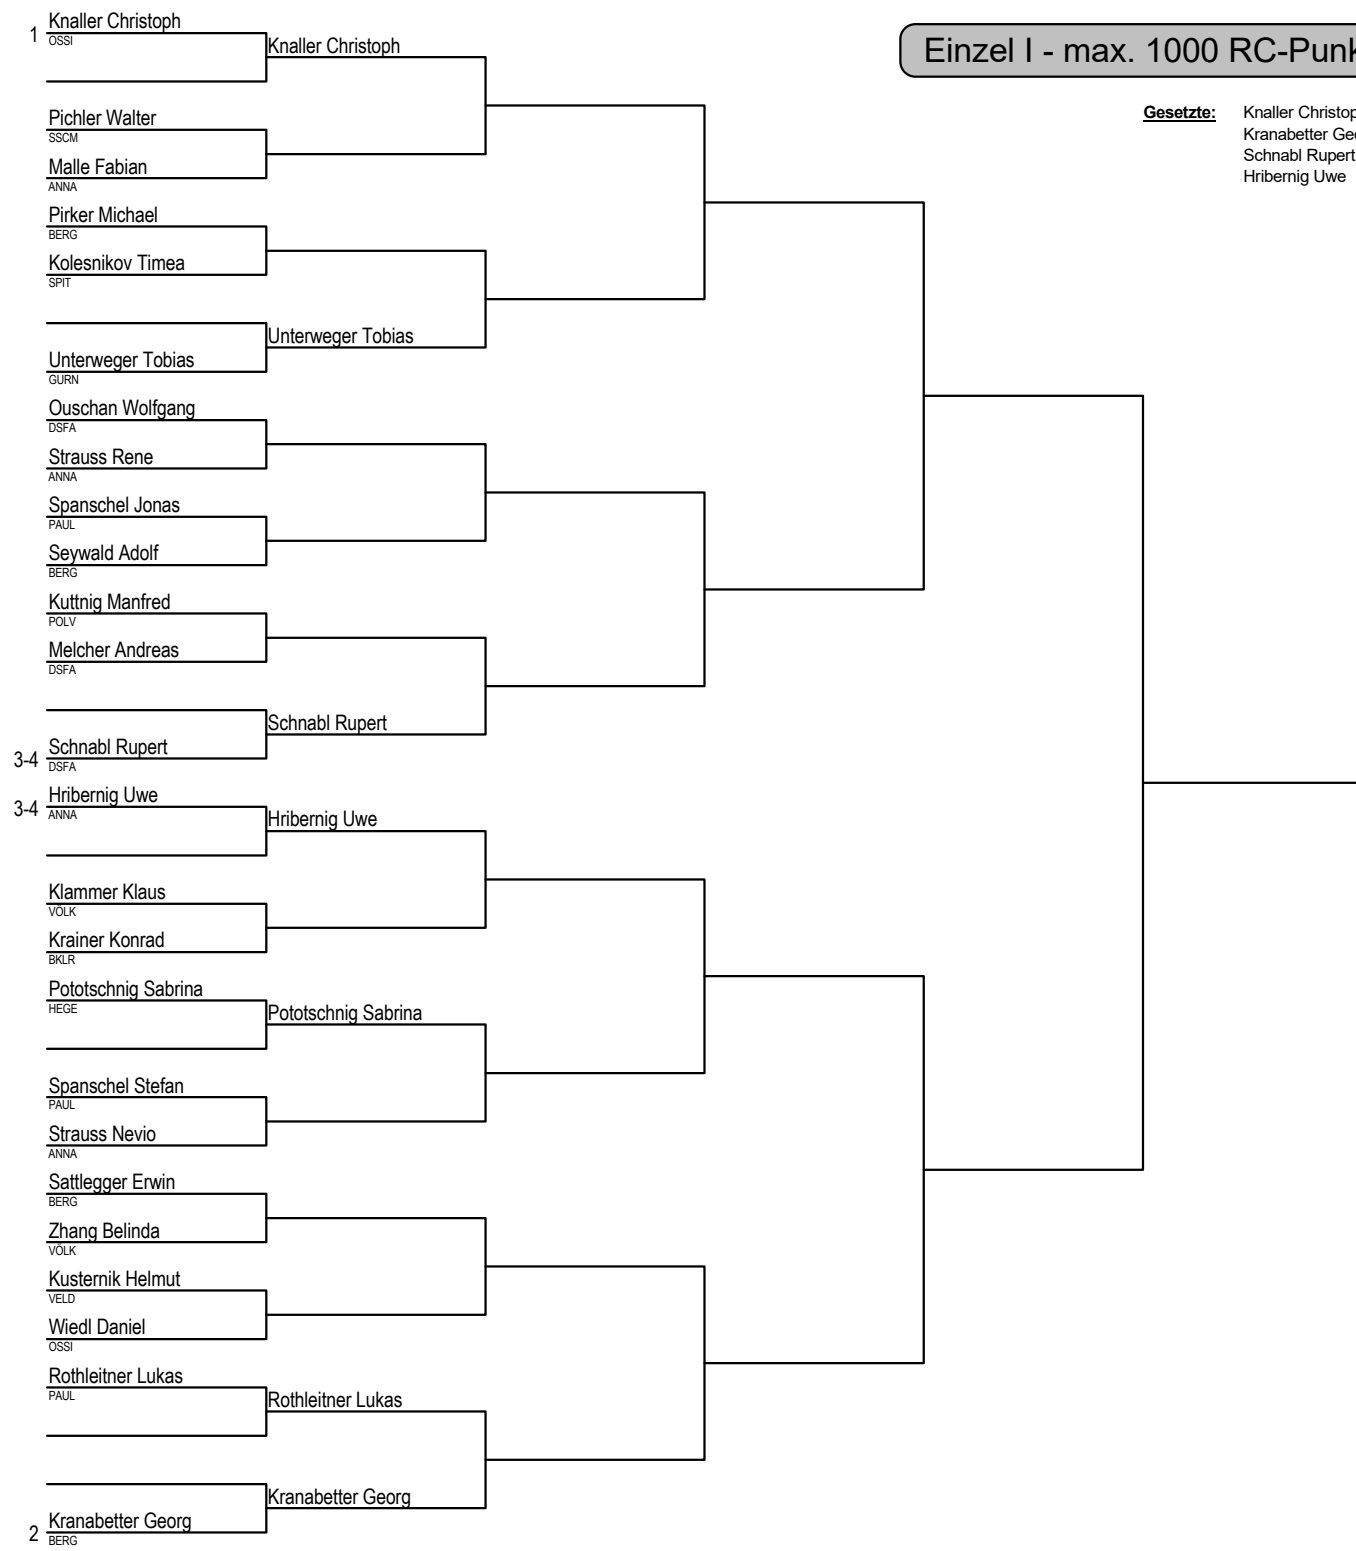 Knaller Christoph
1
OSSI
Knaller Christoph
Einzel I - max. 1000 RC-Punk
Gesetzte: Knaller Christop
Kranabetter Geo
Schnabl Rupert
Hribernig Uwe
Pichler Walter
SSCM
Malle Fabian
ANNA
Pirker Michael
BERG
Kolesnikov Timea
SPIT
Unterweger Tobias
Unterweger Tobias
GURN
Ouschan Wolfgang
DSFA
Strauss Rene
ANNA
Spanschel Jonas
PAUL
Seywald Adolf
BERG
Kuttnig Manfred
POLV
Melcher Andreas
DSFA
Schnabl Rupert
Schnabl Rupert
3-4
DSFA
Hribernig Uwe
3-4
ANNA
Hribernig Uwe
Klammer Klaus
VÖLK
Krainer Konrad
BKLR
Pototschnig Sabrina
HEGE
Pototschnig Sabrina
Spanschel Stefan
PAUL
Strauss Nevio
ANNA
Sattlegger Erwin
BERG
Zhang Belinda
VÖLK
Kusternik Helmut
VELD
Wiedl Daniel
OSSI
Rothleitner Lukas
PAUL
Rothleitner Lukas
Kranabetter Georg
Kranabetter Georg
2
BERG